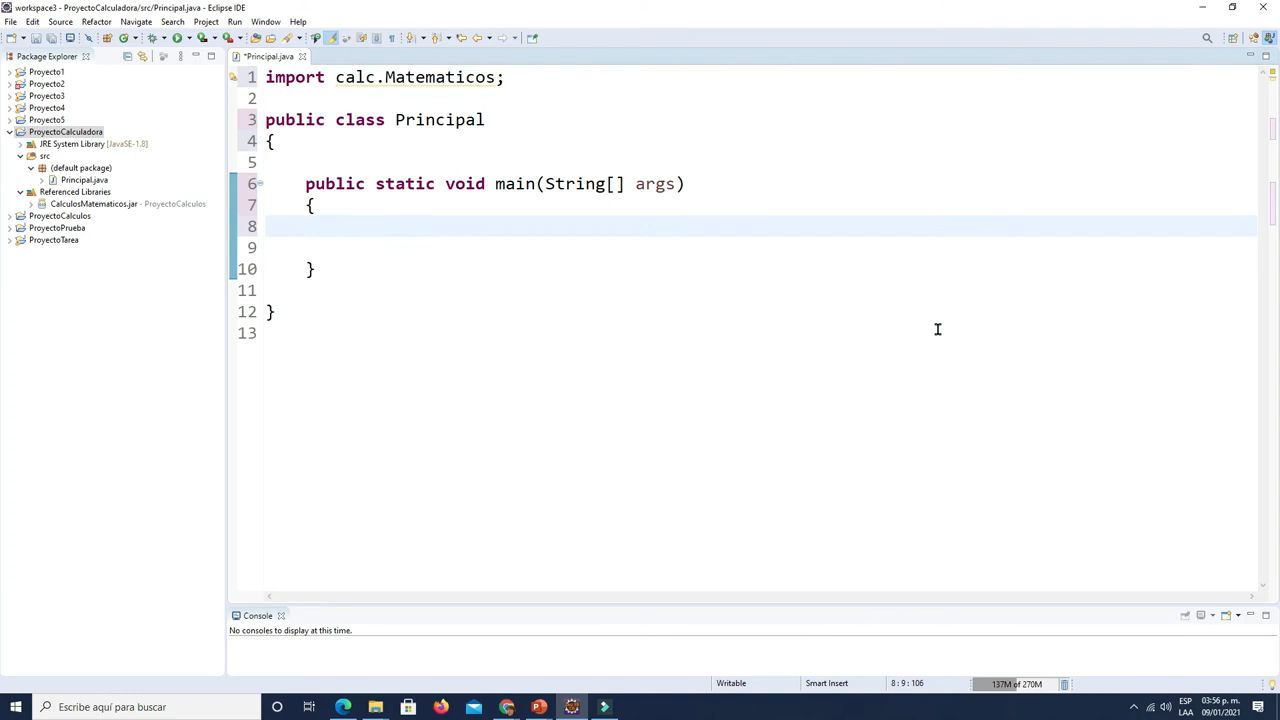 workspace3 - ProyectoCalculadora/src/Principal.java - Eclipse IDE
File Edit Source Refactor Navigate Search Project Run Window Help
Package Explorer
*Principal.java
Proyecto1
Proyecto2
Proyecto3
Proyecto4
Proyecto5
ProyectoCalculadora
JRE System Library [JavaSE-1.8]
src
(default package)
Principal.java
Referenced Libraries
CalculosMatematicos.jar - ProyectoCalculos
ProyectoCalculos
ProyectoPrueba
ProyectoTarea
1 import calc.Matematicos;
2
3 public class Principal
4 {
5
6 public static void main(String[] args)
7 {
8
9
10 }
11
12 }
13
Console
No consoles to display at this time.
Writable Smart Insert 8 : 9 : 106 137M of 270M
Escribe aquí para buscar
ESP 03:56 p. m.
LAA 09/01/2021